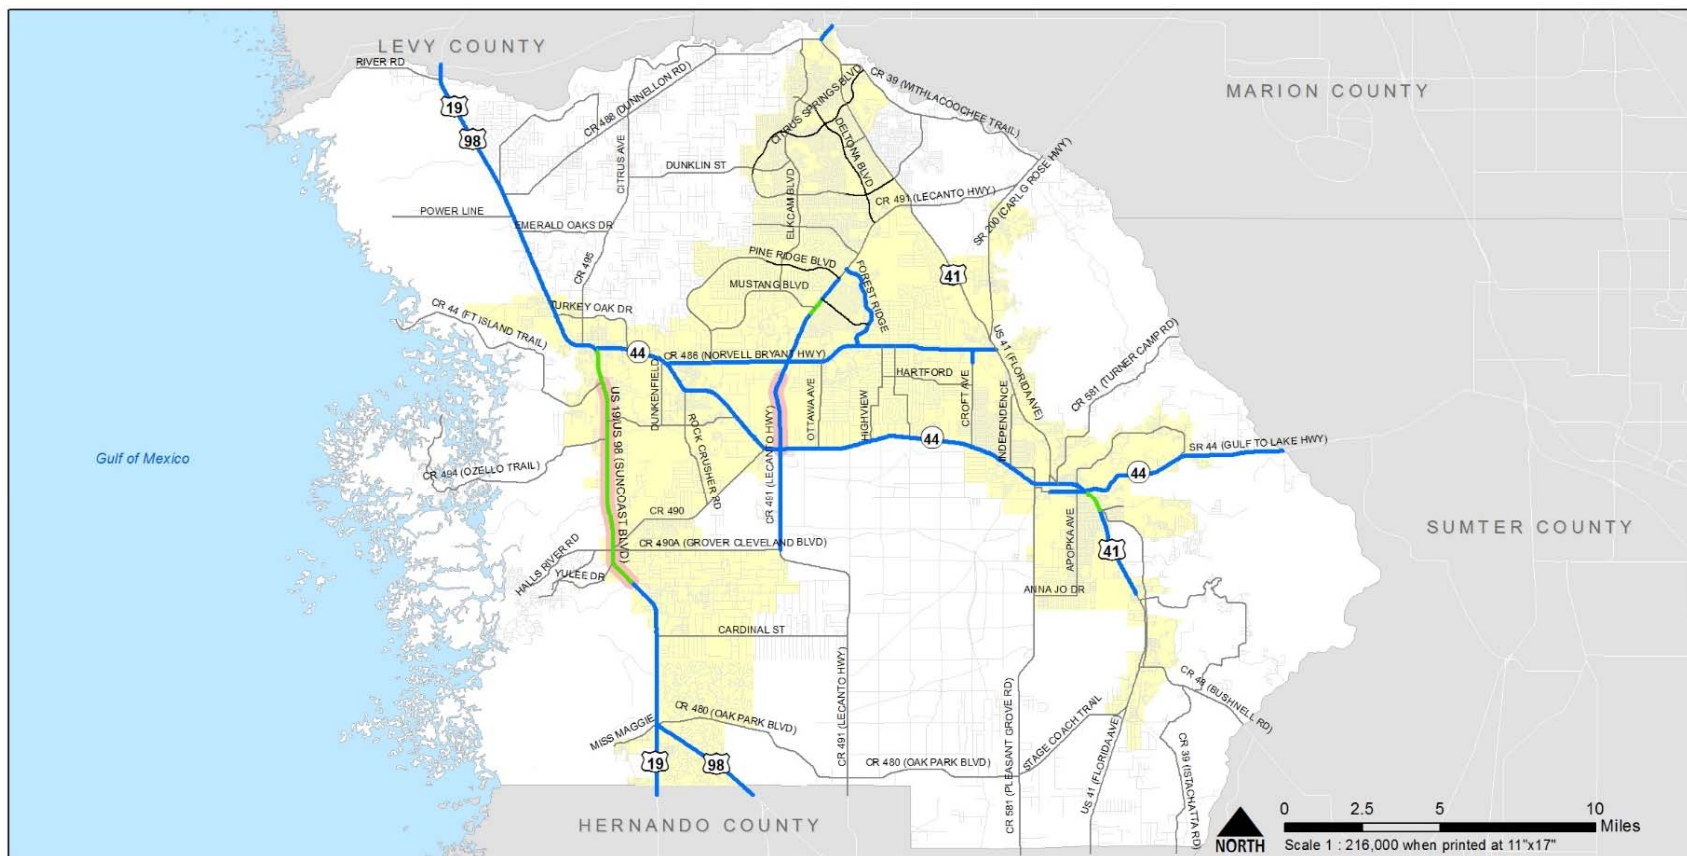 LEVY COUNTY
RIVER RD
19
98
CR 488 (DUNNELLON RD)
CITRUS AVE
CITRUS SPRINGS BLVD
CR 39 (WITHLACOOCHEE TRAIL)
MARION COUNTY
DELTONA BLVD
DUNKLIN ST
ELKCAM BLVD
CR 491 (LECANTO HWY)
SR 200 (CARL G ROSE HWY)
POWER LINE
EMERALD OAKS DR
CR 495
PINE RIDGE BLVD
MUSTANG BLVD
FOREST RIDGE
41
TURKEY OAK DR
CR 44 (FT ISLAND TRAIL)
44
CR 486 (NORVELL BRYANT HWY)
US 41 (FLORIDA AVE)
CR 581 (TURNER CAMP RD)
HARTFORD
DUNKENFIELD
OTTAWA AVE
HIGHVIEW
CROFT AVE
INDEPENDENCE
US 19/US 98 (SUNCOAST BLVD)
ROCK CRUSHER RD
CR 491 (LECANTO HWY)
44
SR 44 (GULF TO LAKE HWY)
44
Gulf of Mexico
CR 494 (OZELLO TRAIL)
CR 490
APOPKA AVE
SUMTER COUNTY
CR 490A (GROVER CLEVELAND BLVD)
41
HALLS RIVER RD
YULEE DR
ANNA JO DR
CARDINAL ST
CR 491 (LECANTO HWY)
CR 581 (PLEASANT GROVE RD)
CR 48 (BUSHNELL RD)
MISS MAGGIE
CR 480 (OAK PARK BLVD)
STAGE COACH TRAIL
US 41 (FLORIDA AVE)
CR 39 (ISTACHATTA RD)
19
98
CR 480 (OAK PARK BLVD)
HERNANDO COUNTY
NORTH
0 2.5 5 10
Miles
Scale 1 : 216,000 when printed at 11"x17"